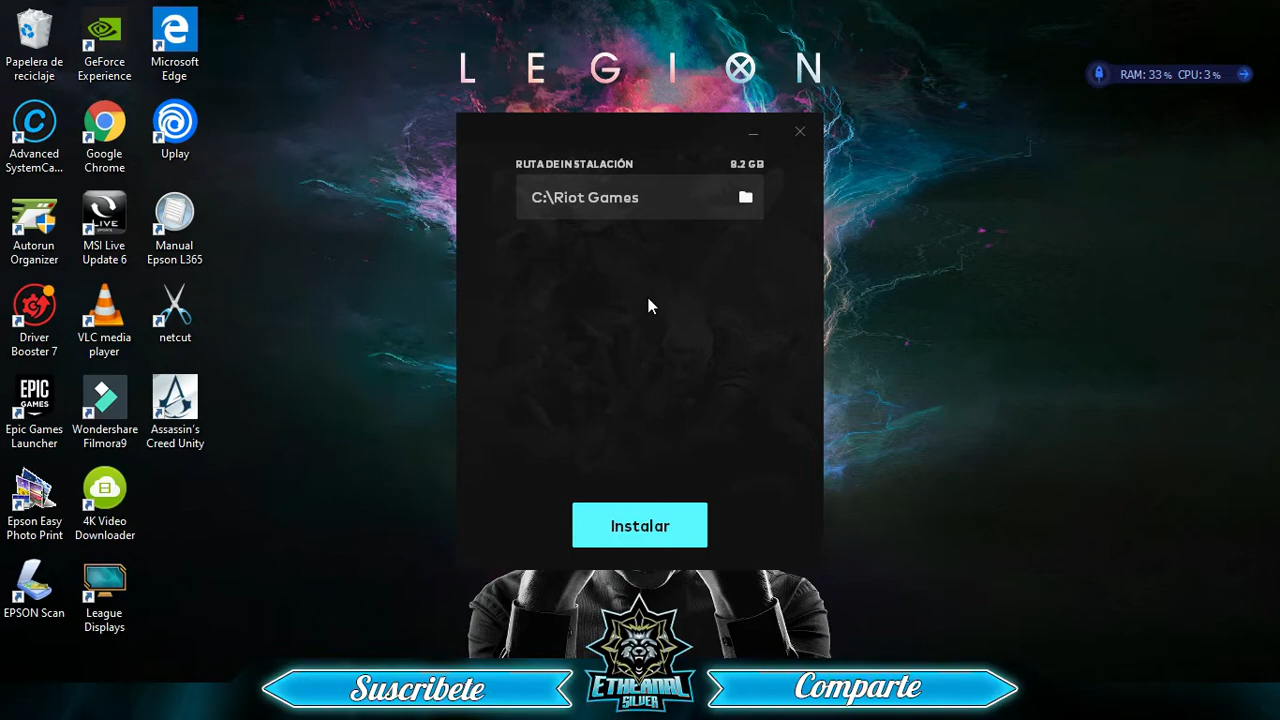 Papelera de
reciclaje
GeForce
Experience
Microsoft
Edge
Advanced
SystemCa...
Google
Chrome
Uplay
Autorun
Organizer
LIVE
MSI Live
Update 6
Manual
Epson L365
Driver
Booster 7
VLC media
player
netcut
EPIC
GAMES
Epic Games
Launcher
Wondershare
Filmora9
Assassin's
Creed Unity
Epson Easy
Photo Print
4K Video
Downloader
EPSON Scan
League
Displays
LEGION
RAM: 33% CPU: 3%
RUTA DE INSTALACIÓN 8.2 GB
C:\Riot Games
Instalar
Suscribete
ETHERNAL
SILVER
Comparte